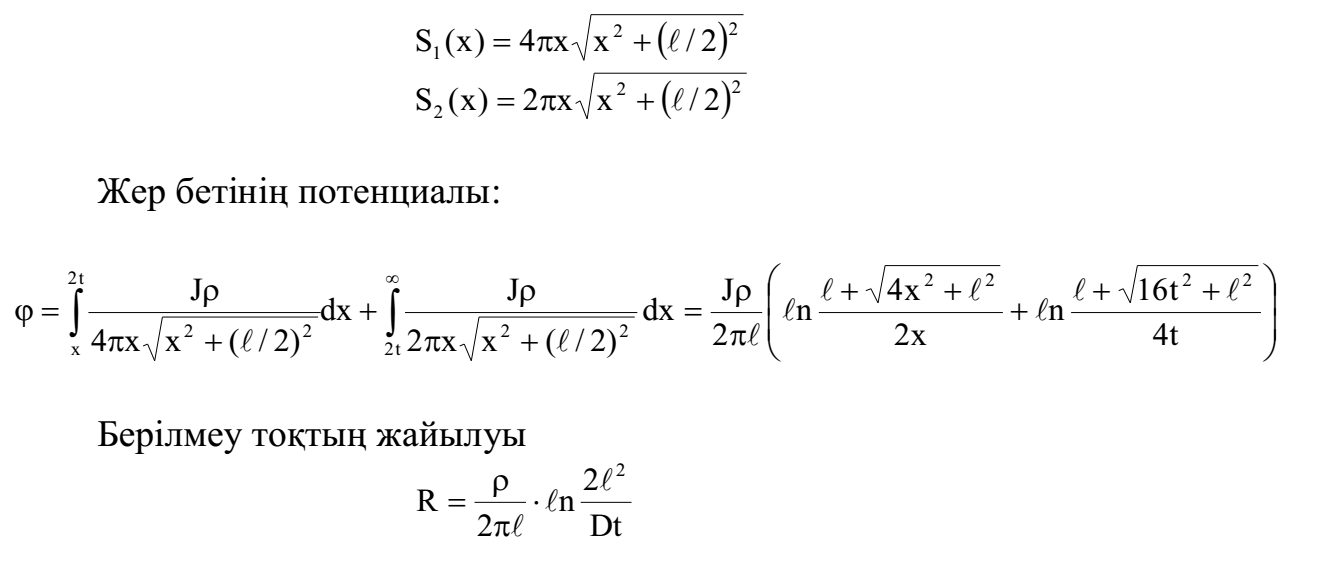 S₁(x) = 4πx√(x² + (ℓ/2)²)
S₂(x) = 2πx√(x² + (ℓ/2)²)
Жер бетінің потенциалы:
φ = ∫ₓ²ᵗ Jρ/(4πx√(x² + (ℓ/2)²)) dx + ∫₂ₜ^∞ Jρ/(2πx√(x² + (ℓ/2)²)) dx = Jρ/(2πℓ) (ℓn (ℓ + √(4x² + ℓ²))/(2x) + ℓn (ℓ + √(16t² + ℓ²))/(4t))
Берілмеу тоқтың жайылуы
R = ρ/(2πℓ) · ℓn 2ℓ²/(Dt)